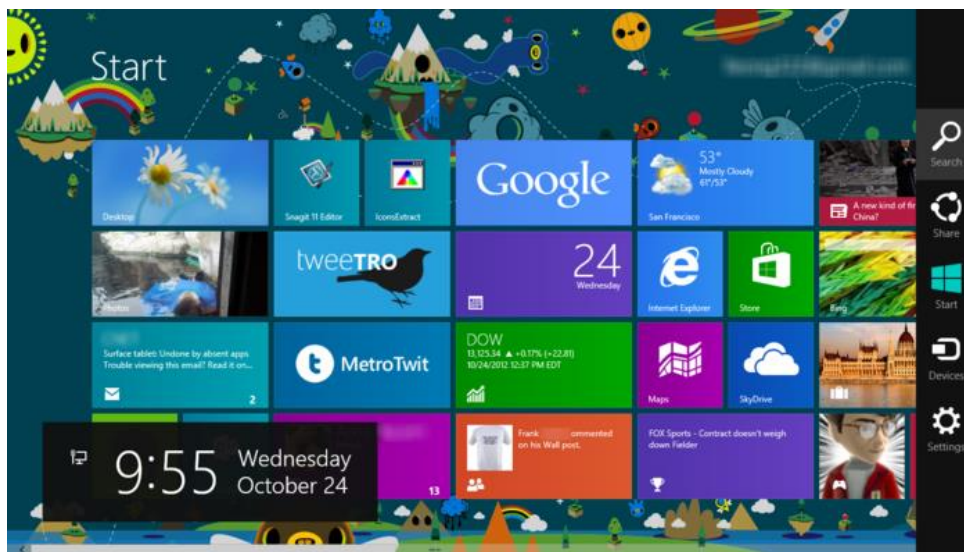 Start
Desktop
Snagit 11 Editor
IconsExtract
Google
53°
Mostly Cloudy
61°/53°
San Francisco
A new kind of
China?
Search
Share
Start
Devices
Settings
Photos
tweeTRO
24
Wednesday
Internet Explorer
Store
Bing
Surface tablet: Undone by absent apps
Trouble viewing this email? Read it on...
2
MetroTwit
DOW
13,125.34 ▲ +0.17% (+22.81)
10/24/2012 12:37 PM EDT
Maps
SkyDrive
13
Frank commented
on his Wall post.
FOX Sports - Contract doesn't weigh
down Fielder
9:55
Wednesday
October 24